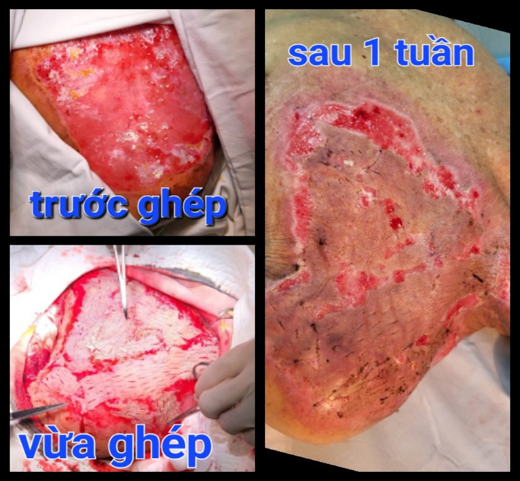 trước ghép
sau 1 tuần
vừa ghép